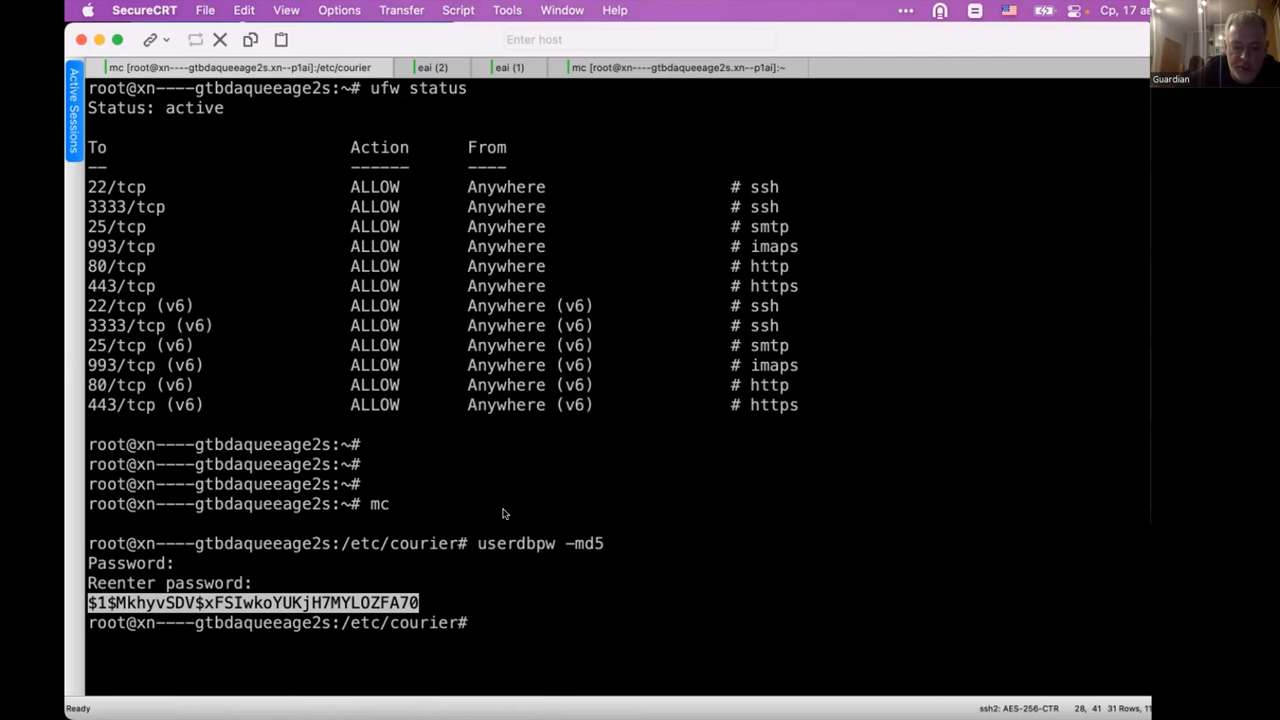 SecureCRT File Edit View Options Transfer Script Tools Window Help Ср, 17
Enter host
mc [root@xn----gtbdaqueeage2s.xn--p1ai]:/etc/courier eai (2) eai (1) mc [root@xn----gtbdaqueeage2s.xn--p1ai]:~
Guardian
Active Sessions
root@xn----gtbdaqueeage2s:~# ufw status
Status: active
To Action From
-- ------ ----
22/tcp ALLOW Anywhere # ssh
3333/tcp ALLOW Anywhere # ssh
25/tcp ALLOW Anywhere # smtp
993/tcp ALLOW Anywhere # imaps
80/tcp ALLOW Anywhere # http
443/tcp ALLOW Anywhere # https
22/tcp (v6) ALLOW Anywhere (v6) # ssh
3333/tcp (v6) ALLOW Anywhere (v6) # ssh
25/tcp (v6) ALLOW Anywhere (v6) # smtp
993/tcp (v6) ALLOW Anywhere (v6) # imaps
80/tcp (v6) ALLOW Anywhere (v6) # http
443/tcp (v6) ALLOW Anywhere (v6) # https
root@xn----gtbdaqueeage2s:~#
root@xn----gtbdaqueeage2s:~#
root@xn----gtbdaqueeage2s:~#
root@xn----gtbdaqueeage2s:~# mc
root@xn----gtbdaqueeage2s:/etc/courier# userdbpw -md5
Password:
Reenter password:
$1$MkhyvSDV$xFSIwkoYUKjH7MYLOZFA70
root@xn----gtbdaqueeage2s:/etc/courier#
Ready ssh2: AES-256-CTR 28, 41 31 Rows,